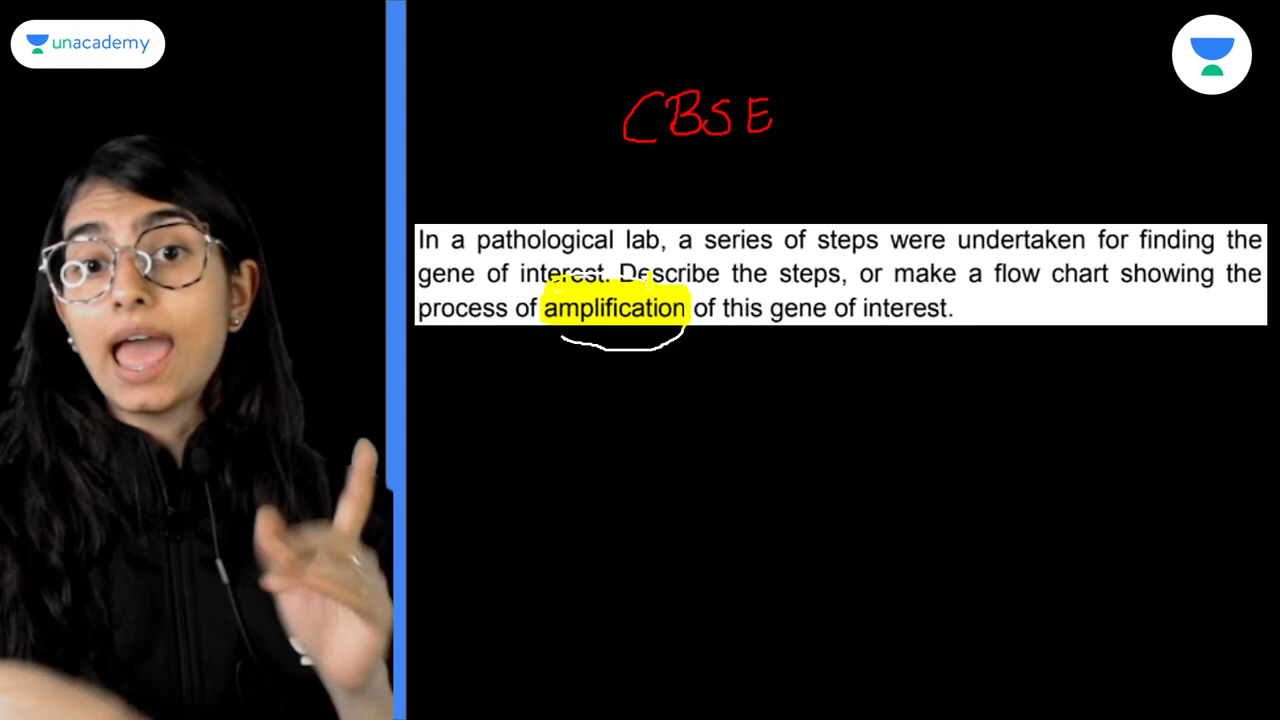 unacademy
CBSE
In a pathological lab, a series of steps were undertaken for finding the
gene of interest. Describe the steps, or make a flow chart showing the
process of amplification of this gene of interest.